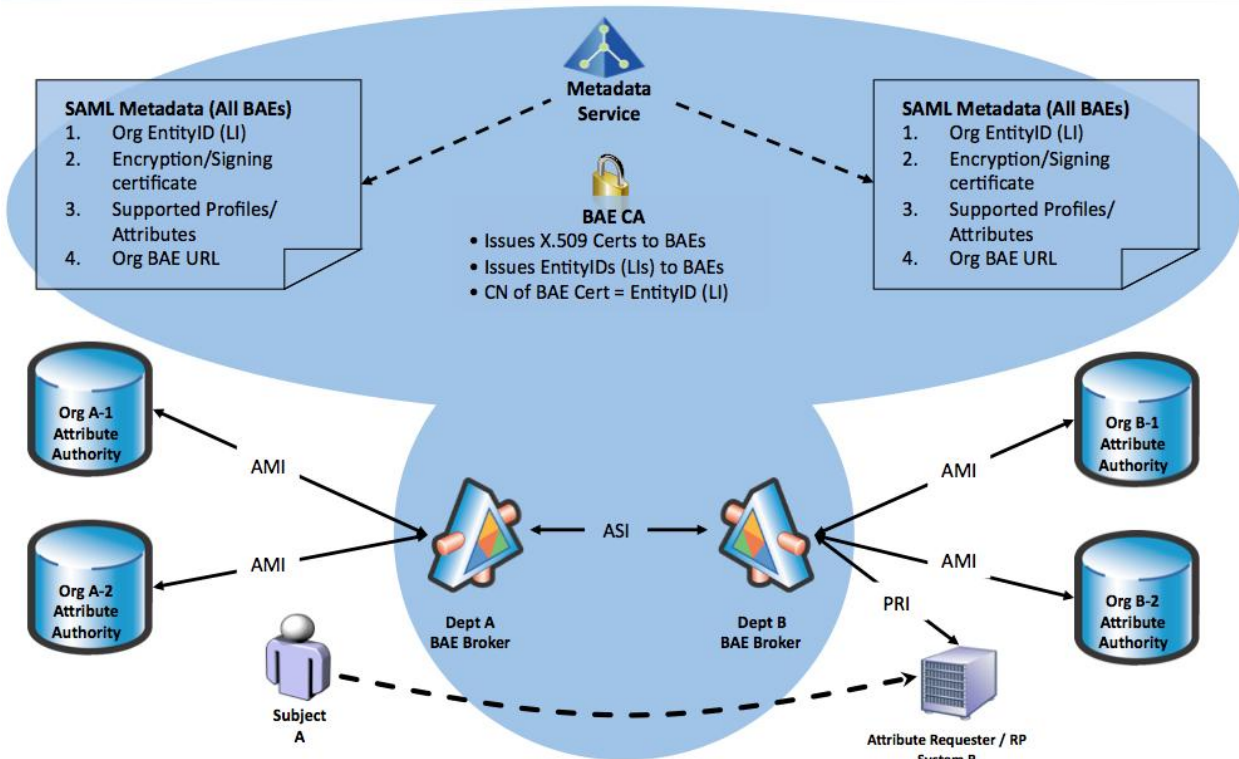 Metadata
Service
SAML Metadata (All BAEs)
1. Org EntityID (LI)
2. Encryption/Signing
certificate
3. Supported Profiles/
Attributes
4. Org BAE URL
SAML Metadata (All BAEs)
1. Org EntityID (LI)
2. Encryption/Signing
certificate
3. Supported Profiles/
Attributes
4. Org BAE URL
BAE CA
• Issues X.509 Certs to BAEs
• Issues EntityIDs (LIs) to BAEs
• CN of BAE Cert = EntityID (LI)
Org A-1
Attribute
Authority
AMI
Org A-2
Attribute
Authority
AMI
Dept A
BAE Broker
ASI
Dept B
BAE Broker
AMI
Org B-1
Attribute
Authority
AMI
Org B-2
Attribute
Authority
PRI
Subject
A
Attribute Requester / RP
System B